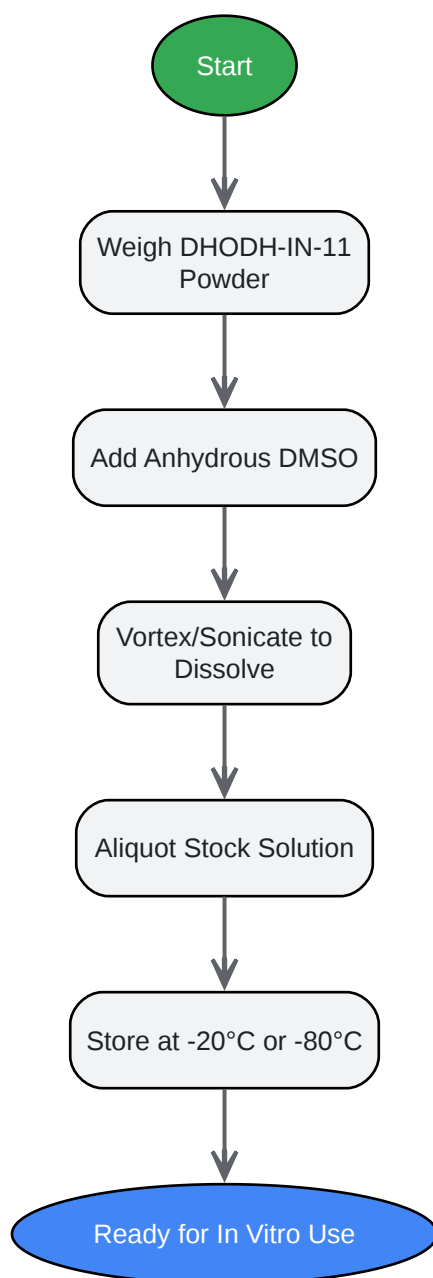 Start
Weigh DHODH-IN-11
Powder
Add Anhydrous DMSO
Vortex/Sonicate to
Dissolve
Aliquot Stock Solution
Store at -20°C or -80°C
Ready for In Vitro Use